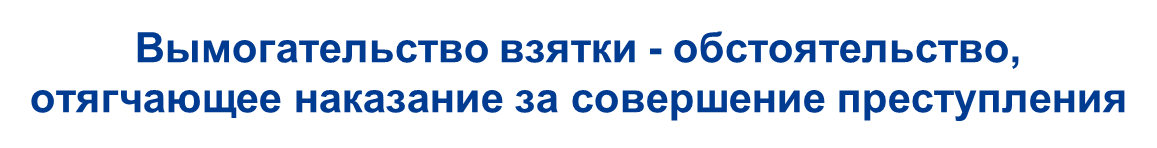 Вымогательство взятки - обстоятельство,
отягчающее наказание за совершение преступления